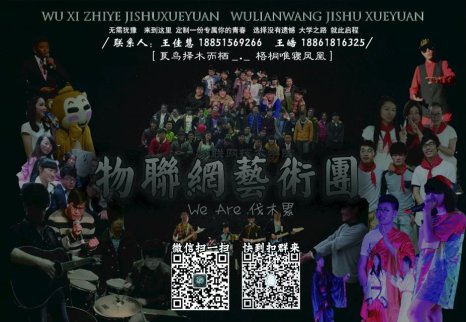 WU XI ZHIYE JISHUXUEYUAN WULIANWANG JISHU XUEYUAN
无需犹豫 来到这里 定制一份专属你的青春 选择没有遗憾 大学之路 就此启程
/ 联系人：王佳慧 18851569266 王皓 18861816325 /
[ 良鸟择木而栖 _._ 梧桐唯寝凤凰 ]
物聯網藝術團
We Are 伐木累
微信扫一扫 快到扣群来